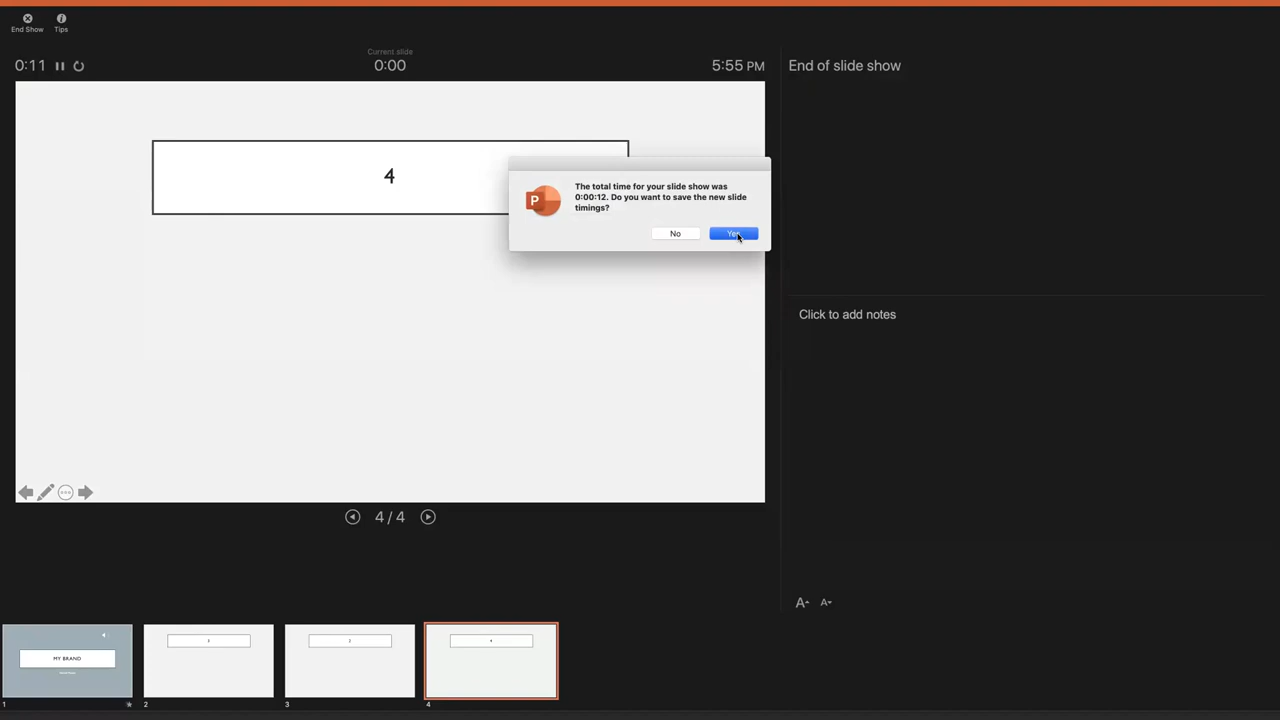 End Show
Tips
Current slide
0:11
0:00
5:55 PM
End of slide show
4
P
The total time for your slide show was
0:00:12. Do you want to save the new slide
timings?
No
Yes
Click to add notes
4 / 4
A
A
MY BRAND
4
1
2
3
4